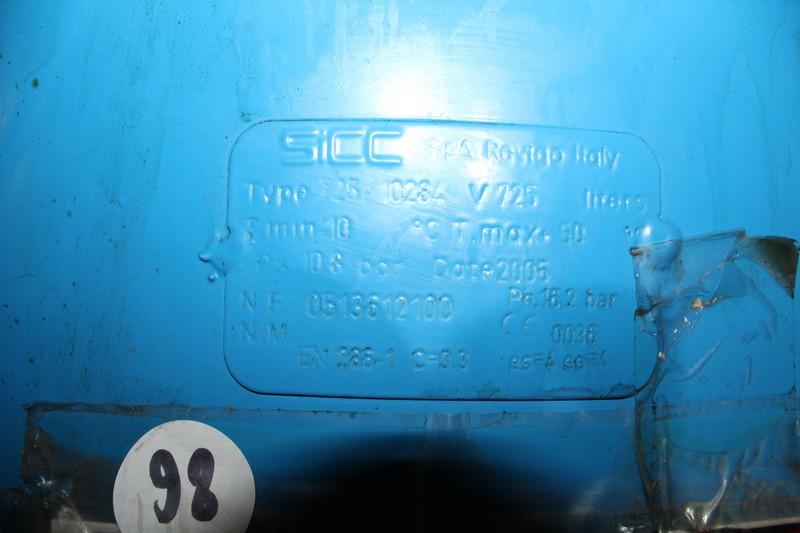 SICC SpA Rovigo Italy
Type 725/10284 V 725 liters
T min-10 °C T.max. 50
PS 10.8 bar Date 2005
N.F. 0513612100 Ph.16.2 bar
N.M. CE 0036
EN 286-1 C=0.3
98